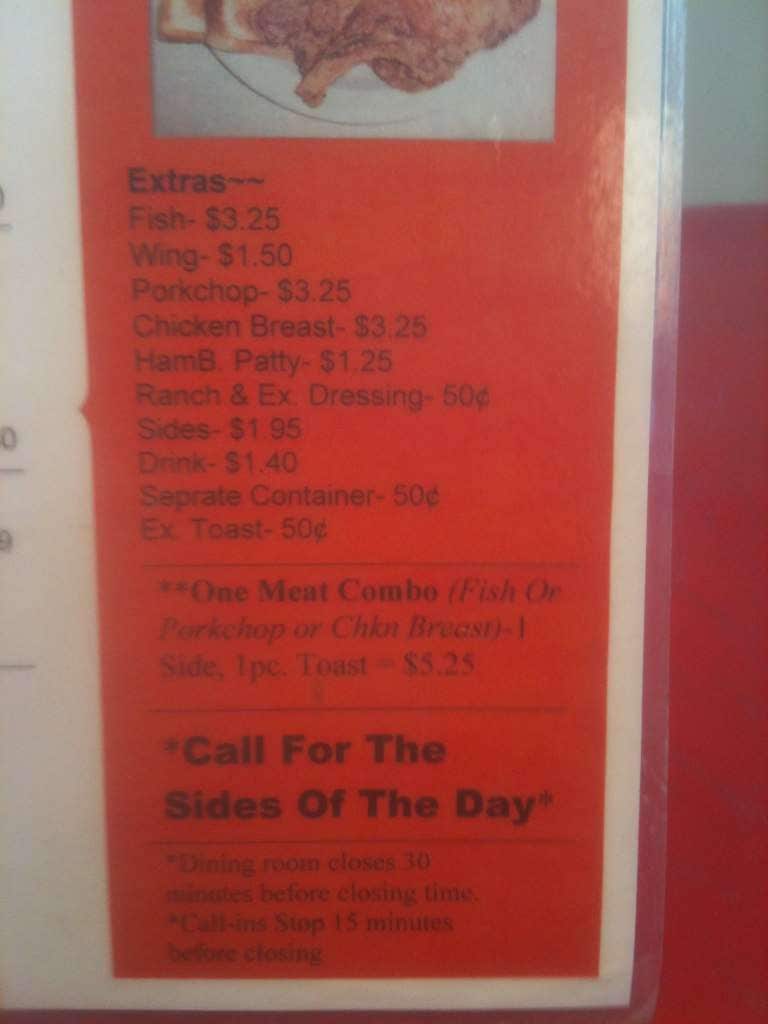 Extras~~
Fish- $3.25
Wing- $1.50
Porkchop- $3.25
Chicken Breast- $3.25
HamB. Patty- $1.25
Ranch & Ex. Dressing- 50¢
Sides- $1.95
Drink- $1.40
Seprate Container- 50¢
Ex. Toast- 50¢
**One Meat Combo (Fish Or
Porkchop or Chkn Breast)-1
Side, 1pc. Toast = $5.25
*Call For The
Sides Of The Day*
*Dining room closes 30
minutes before closing time.
*Call-ins Stop 15 minutes
before closing